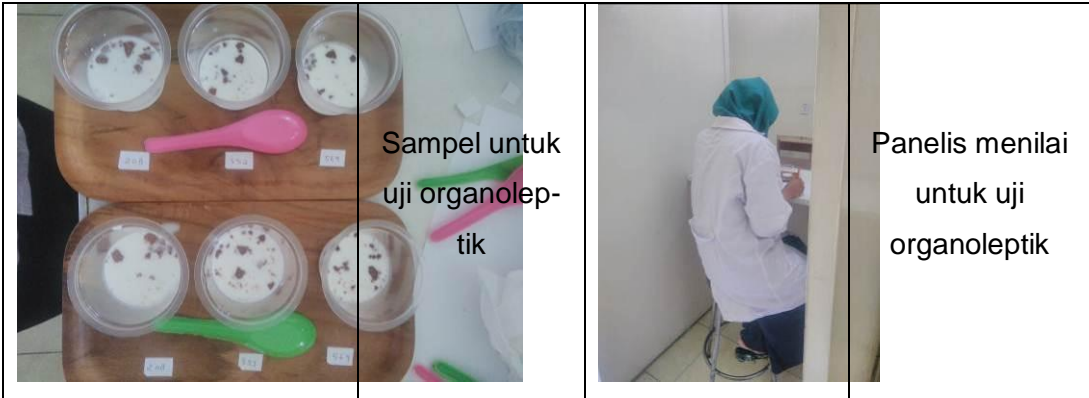 Sampel untuk
uji organolep-
tik
Panelis menilai
untuk uji
organoleptik